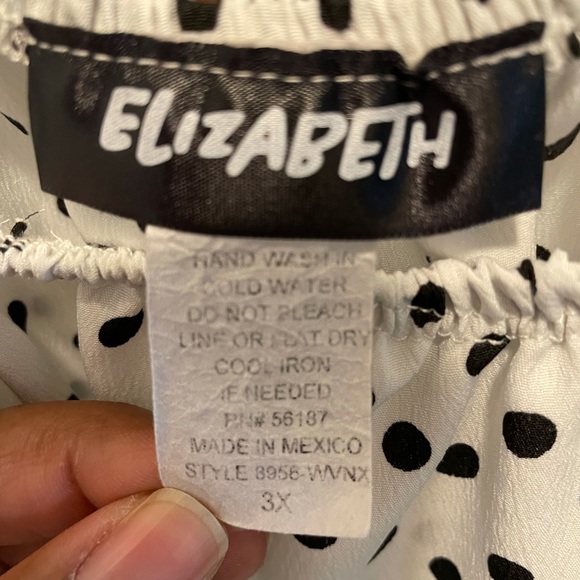 ELIZABETH
HAND WASH IN
COLD WATER
DO NOT BLEACH
LINE OR FLAT DRY
COOL IRON
IF NEEDED
RN# 56187
MADE IN MEXICO
STYLE 8956-WVNX
3X